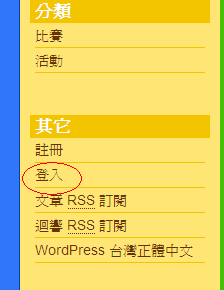 分類
比賽
活動
其它
註冊
登入
文章 RSS 訂閱
迴響 RSS 訂閱
WordPress 台灣正體中文